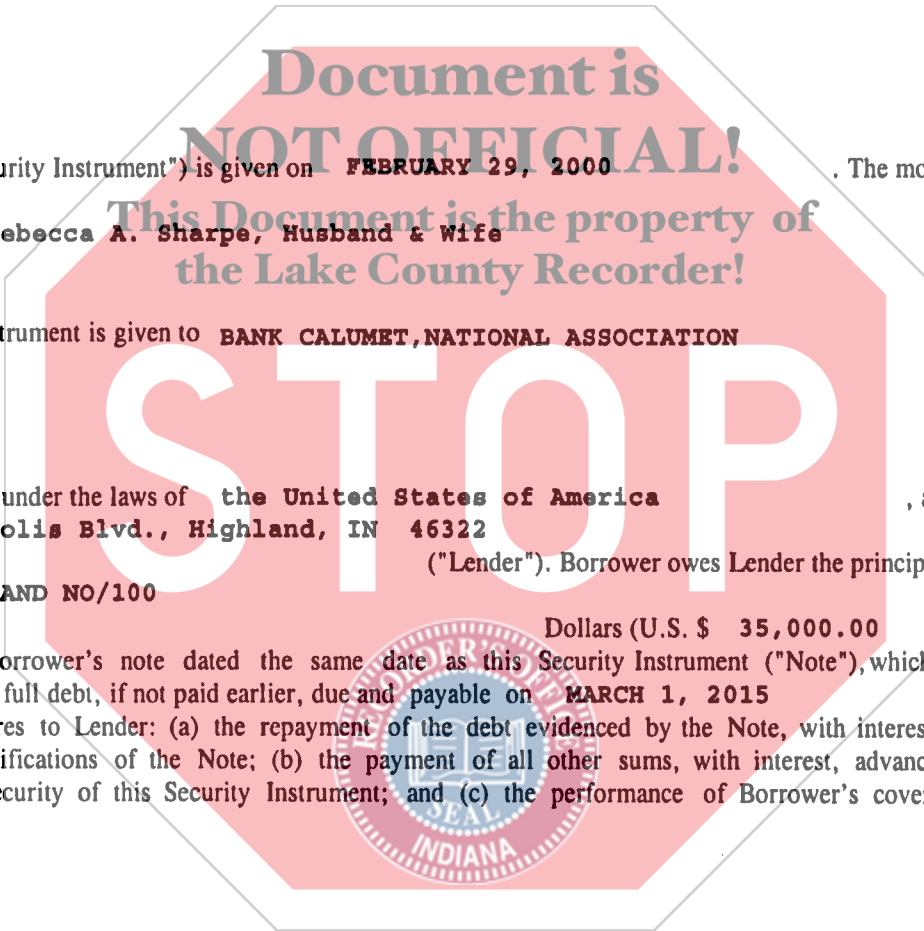 Document is
NOT OFFICIAL!
urity Instrument") is given on FEBRUARY 29, 2000 . The mo
This Document is the property of
ebecca A. Sharpe, Husband & Wife
the Lake County Recorder!
trument is given to BANK CALUMET,NATIONAL ASSOCIATION
STOP
under the laws of the United States of America , a
olis Blvd., Highland, IN 46322
("Lender"). Borrower owes Lender the princip
AND NO/100
Dollars (U.S. $ 35,000.00
orrower's note dated the same date as this Security Instrument ("Note"), which
full debt, if not paid earlier, due and payable on MARCH 1, 2015
res to Lender: (a) the repayment of the debt evidenced by the Note, with interes
ifications of the Note; (b) the payment of all other sums, with interest, advanc
ecurity of this Security Instrument; and (c) the performance of Borrower's cove
RECORDER'S OFFICE
SEAL
INDIANA